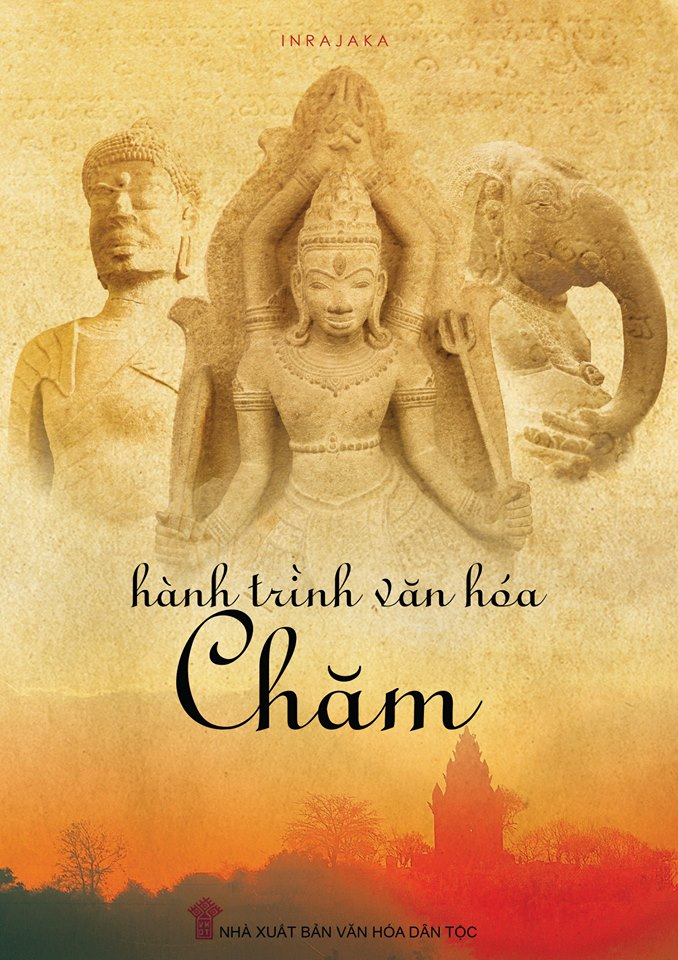 INRAJAKA
hành trình văn hóa
Chăm
NHÀ XUẤT BẢN VĂN HÓA DÂN TỘC